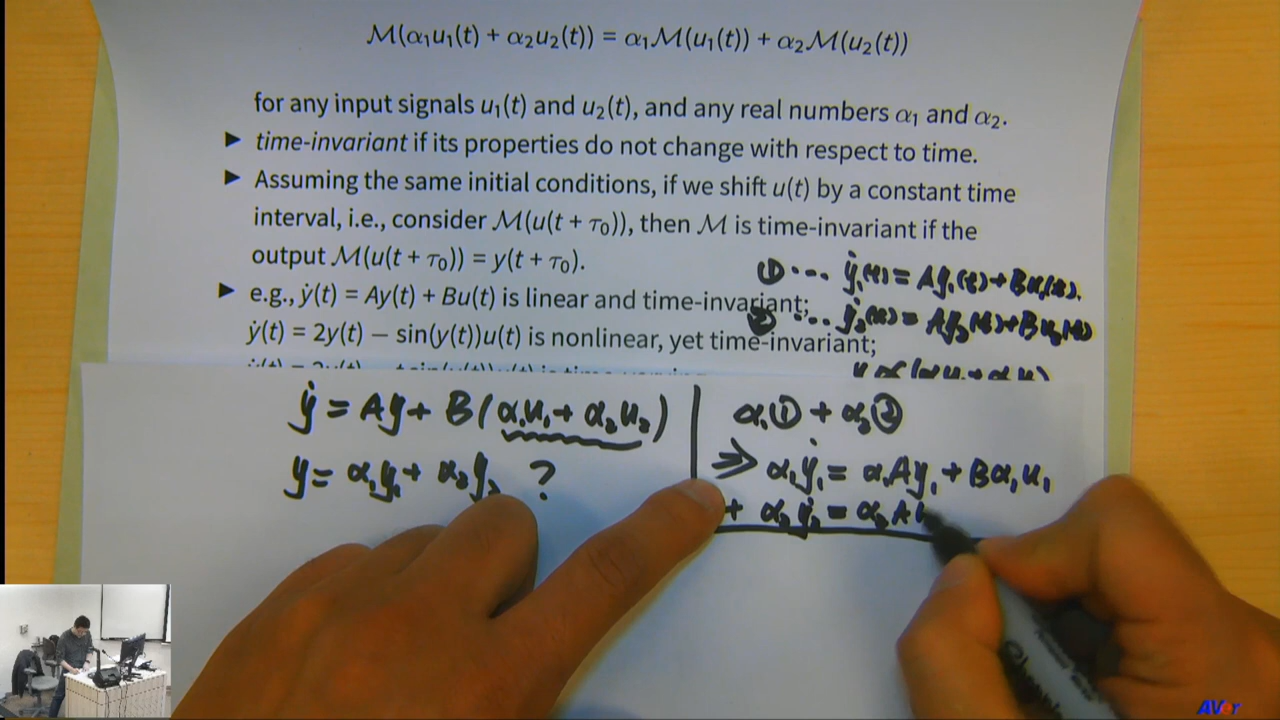 M(α₁u₁(t) + α₂u₂(t)) = α₁M(u₁(t)) + α₂M(u₂(t))
for any input signals u₁(t) and u₂(t), and any real numbers α₁ and α₂.
▶ time-invariant if its properties do not change with respect to time.
▶ Assuming the same initial conditions, if we shift u(t) by a constant time
interval, i.e., consider M(u(t + τ₀)), then M is time-invariant if the
output M(u(t + τ₀)) = y(t + τ₀).
① ... ẏ₁(t) = Ay₁(t) + Bu₁(t).
▶ e.g., ẏ(t) = Ay(t) + Bu(t) is linear and time-invariant;
② ... ẏ₂(t) = Ay₂(t) + Bu₂(t)
ẏ(t) = 2y(t) − sin(y(t))u(t) is nonlinear, yet time-invariant;
ẏ = Ay + B(α₁u₁ + α₂u₂)
y = α₁y₁ + α₂y₂ ?
α₁① + α₂②
⇒ α₁ẏ₁ = α₁Ay₁ + Bα₁u₁
+ α₂ẏ₂ = α₂A
AVer